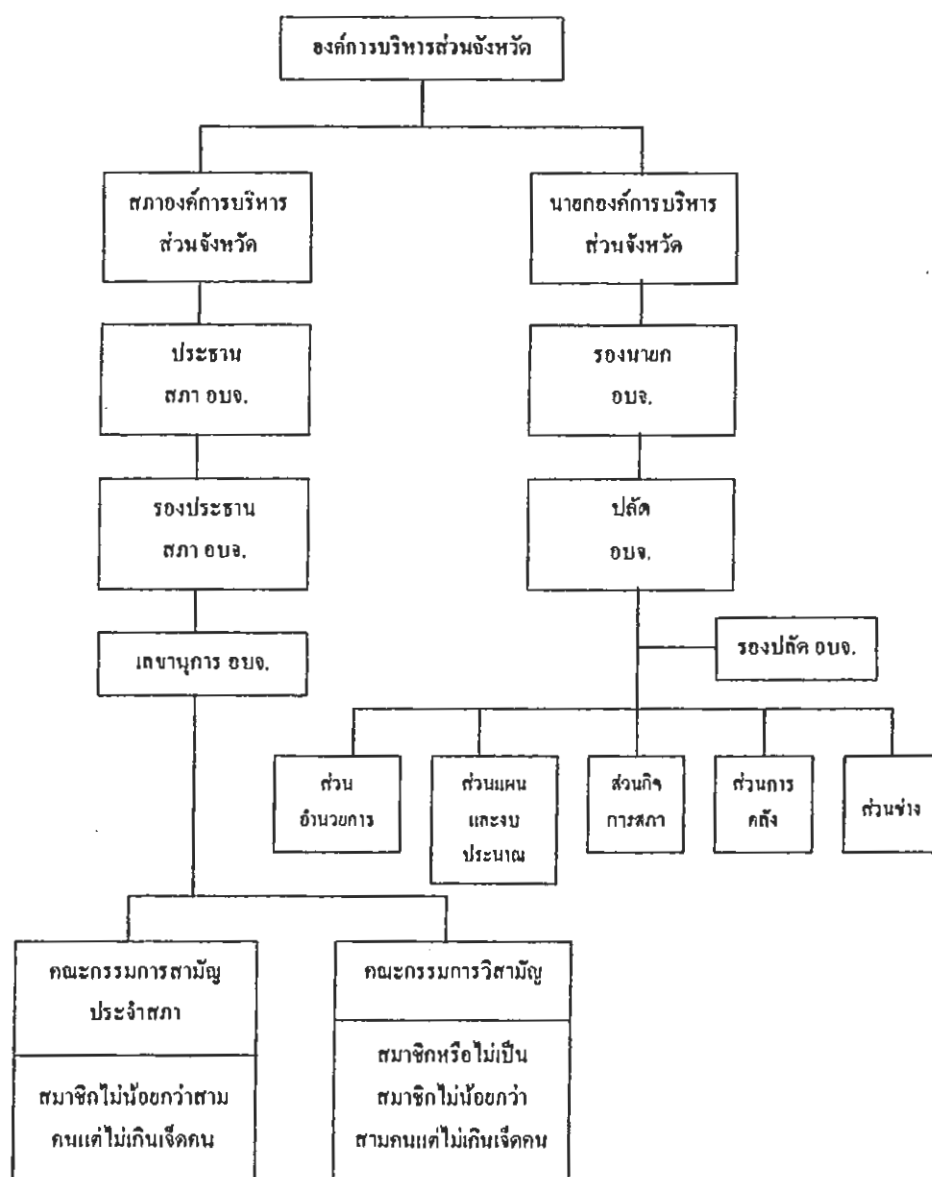 องค์การบริหารส่วนจังหวัด
สภาองค์การบริหาร
ส่วนจังหวัด
นายกองค์การบริหาร
ส่วนจังหวัด
ประธาน
สภา อบจ.
รองนายก
อบจ.
รองประธาน
สภา อบจ.
ปลัด
อบจ.
เลขานุการ อบจ.
รองปลัด อบจ.
ส่วน
อำนวยการ
ส่วนแผน
และงบ
ประมาณ
ส่วนกิจ
การสภา
ส่วนการ
คลัง
ส่วนช่าง
คณะกรรมการสามัญ
ประจำสภา
สมาชิกไม่น้อยกว่าสาม
คนแต่ไม่เกินเจ็ดคน
คณะกรรมการวิสามัญ
สมาชิกหรือไม่เป็น
สมาชิกไม่น้อยกว่า
สามคนแต่ไม่เกินเจ็ดคน